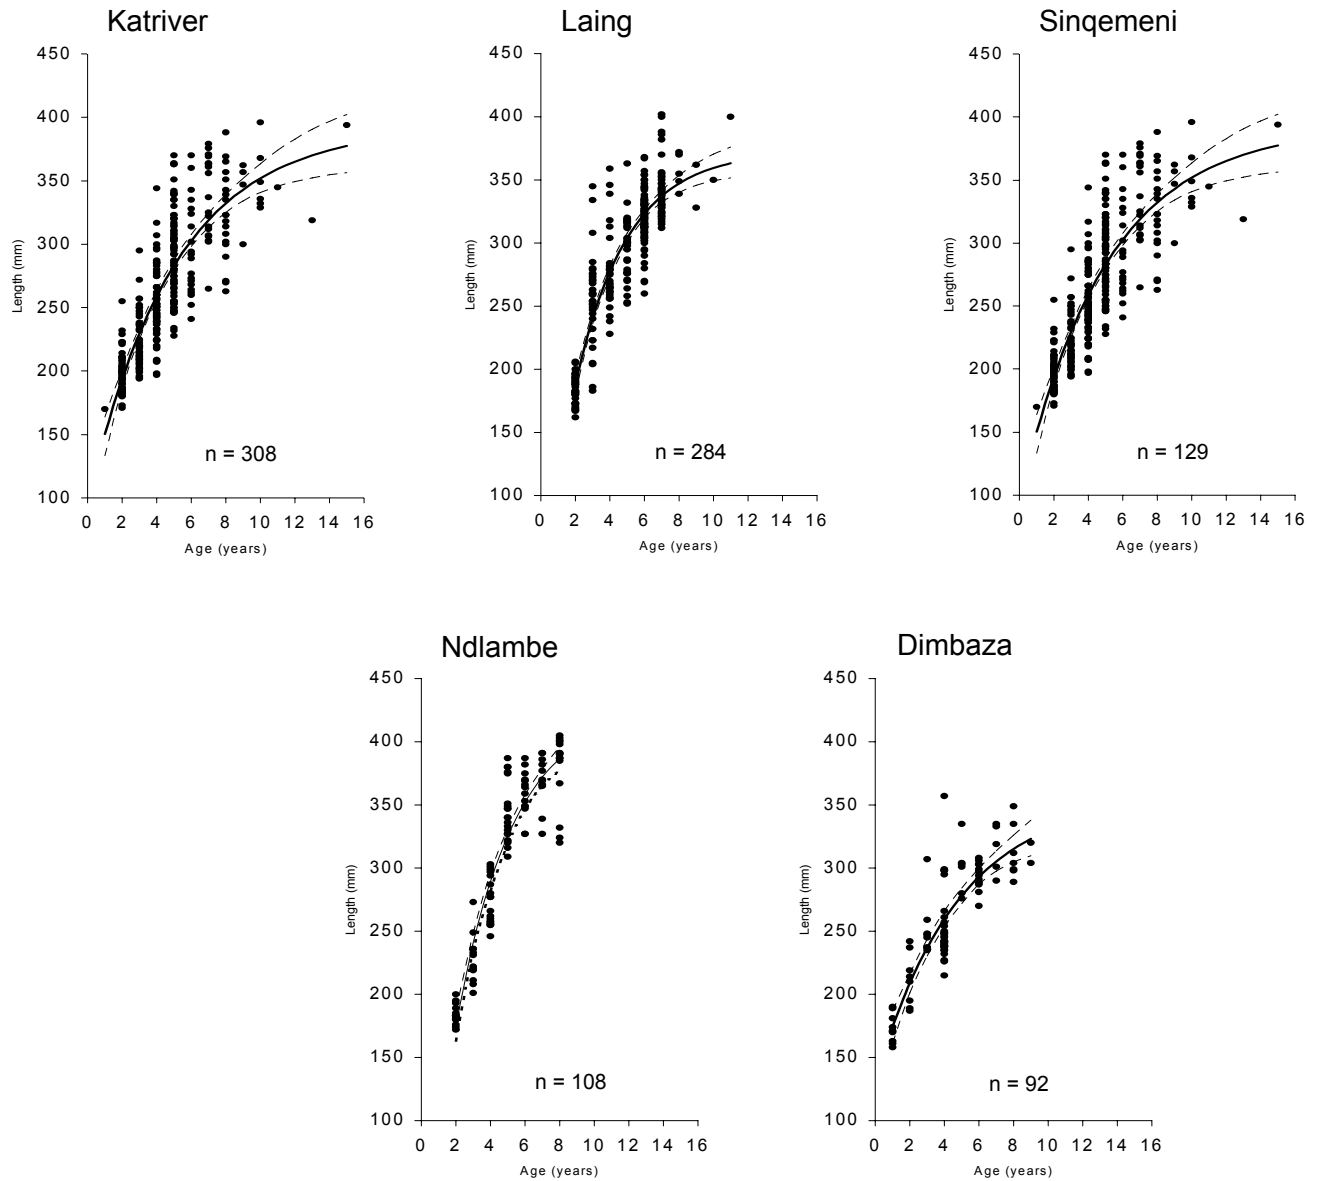 Katriver
450
400
350
300
250
200
150
100
Length (mm)
n = 308
0 2 4 6 8 10 12 14 16
Age (years)
Laing
450
400
350
300
250
200
150
100
Length (mm)
n = 284
0 2 4 6 8 10 12 14 16
Age (years)
Sinqemeni
450
400
350
300
250
200
150
100
Length (mm)
n = 129
0 2 4 6 8 10 12 14 16
Age (years)
Ndlambe
450
400
350
300
250
200
150
100
Length (mm)
n = 108
0 2 4 6 8 10 12 14 16
Age (years)
Dimbaza
450
400
350
300
250
200
150
100
Length (mm)
n = 92
0 2 4 6 8 10 12 14 16
Age (years)